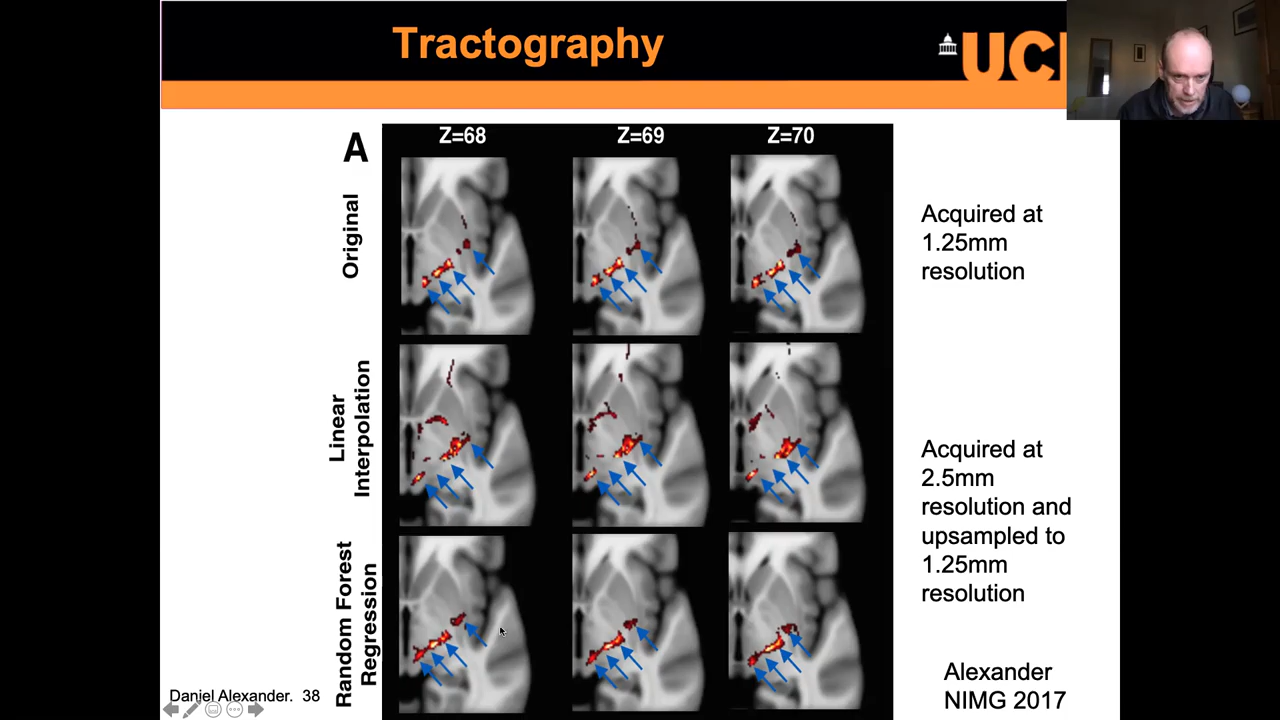 Tractography
UCL
A
Z=68 Z=69 Z=70
Original
Acquired at
1.25mm
resolution
Linear
Interpolation
Acquired at
2.5mm
resolution and
upsampled to
1.25mm
resolution
Random Forest
Regression
Alexander
NIMG 2017
Daniel Alexander. 38